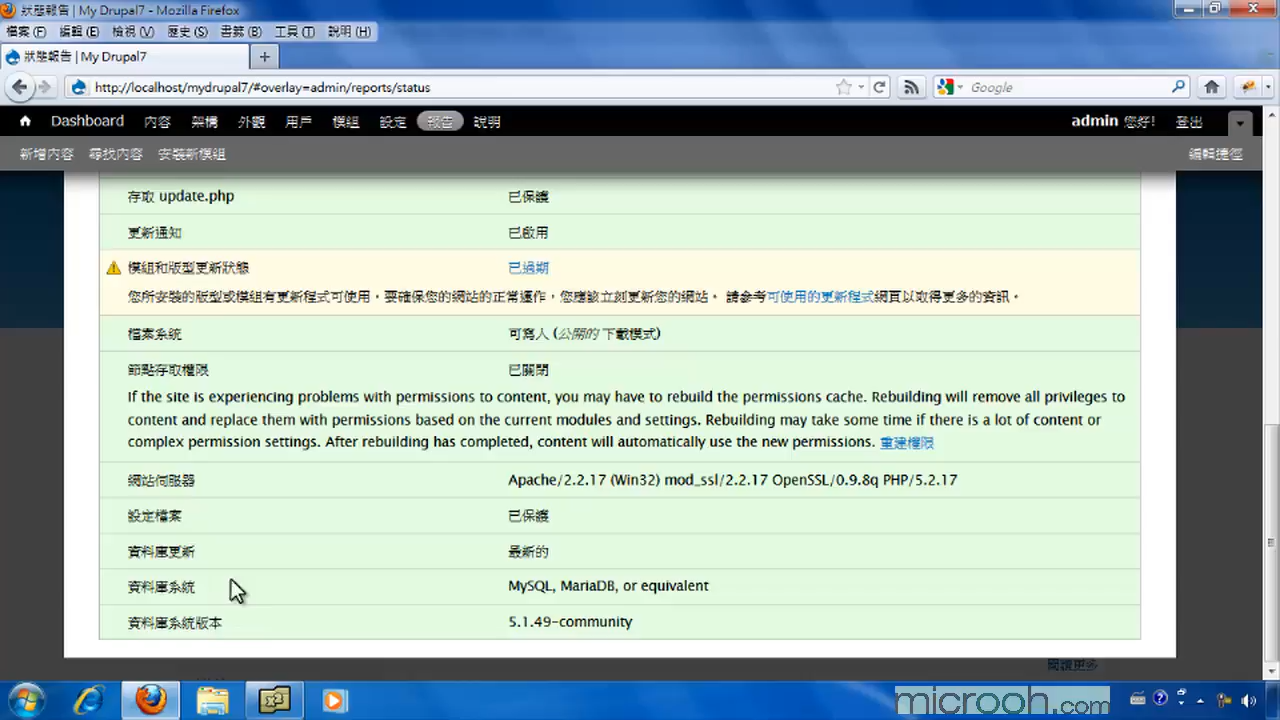 狀態報告 | My Drupal7 - Mozilla Firefox
檔案(F) 編輯(E) 檢視(V) 歷史(S) 書籤(B) 工具(T) 說明(H)
狀態報告 | My Drupal7
http://localhost/mydrupal7/#overlay=admin/reports/status
Google
Dashboard 內容 架構 外觀 用戶 模組 設定 報告 說明 admin 您好! 登出
新增內容 尋找內容 安裝新模組 編輯捷徑
存取 update.php 已保護
更新通知 已啟用
模組和版型更新狀態 已過期
您所安裝的版型或模組有更新程式可使用。要確保您的網站的正常運作，您應該立刻更新您的網站。 請參考可使用的更新程式網頁以取得更多的資訊。
檔案系統 可寫入 (公開的 下載模式)
節點存取權限 已關閉
If the site is experiencing problems with permissions to content, you may have to rebuild the permissions cache. Rebuilding will remove all privileges to
content and replace them with permissions based on the current modules and settings. Rebuilding may take some time if there is a lot of content or
complex permission settings. After rebuilding has completed, content will automatically use the new permissions. 重建權限
網站伺服器 Apache/2.2.17 (Win32) mod_ssl/2.2.17 OpenSSL/0.9.8q PHP/5.2.17
設定檔案 已保護
資料庫更新 最新的
資料庫系統 MySQL, MariaDB, or equivalent
資料庫系統版本 5.1.49-community
閱讀更多
microoh.com